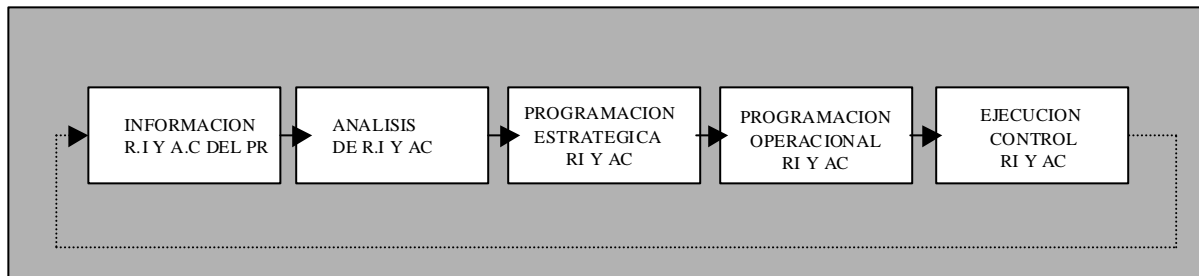 INFORMACION
R.I Y A.C DEL PR
ANALISIS
DE R.I Y AC
PROGRAMACION
ESTRATEGICA
RI Y AC
PROGRAMACION
OPERACIONAL
RI Y AC
EJECUCION
CONTROL
RI Y AC